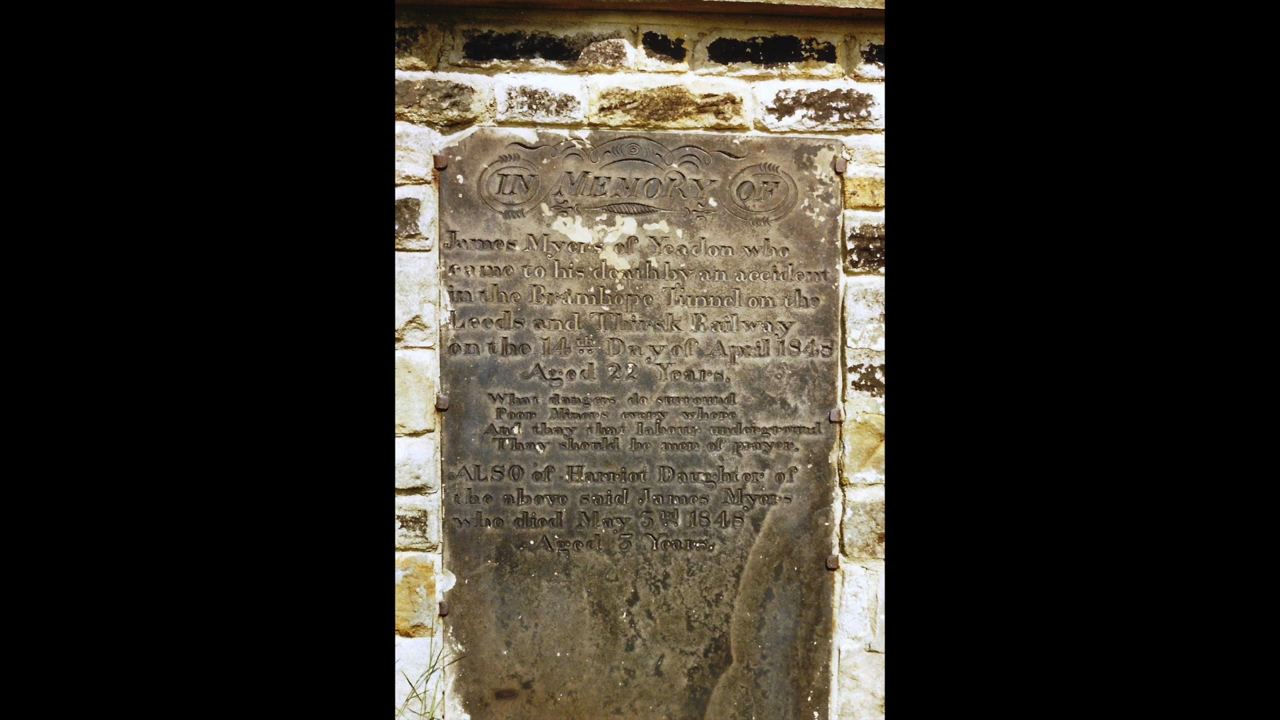 IN MEMORY OF
James Myers of Yeadon who
came to his death by an accident
in the Bramhope Tunnel on the
Leeds and Thirsk Railway
on the 14th Day of April 1848
Aged 22 Years.
What dangers do surround
Poor Miners every where
And thay that labour underground
Thay should be men of prayer.
ALSO of Harriot Daughter of
the above said James Myers
who died May 3rd 1848
Aged 3 Years.